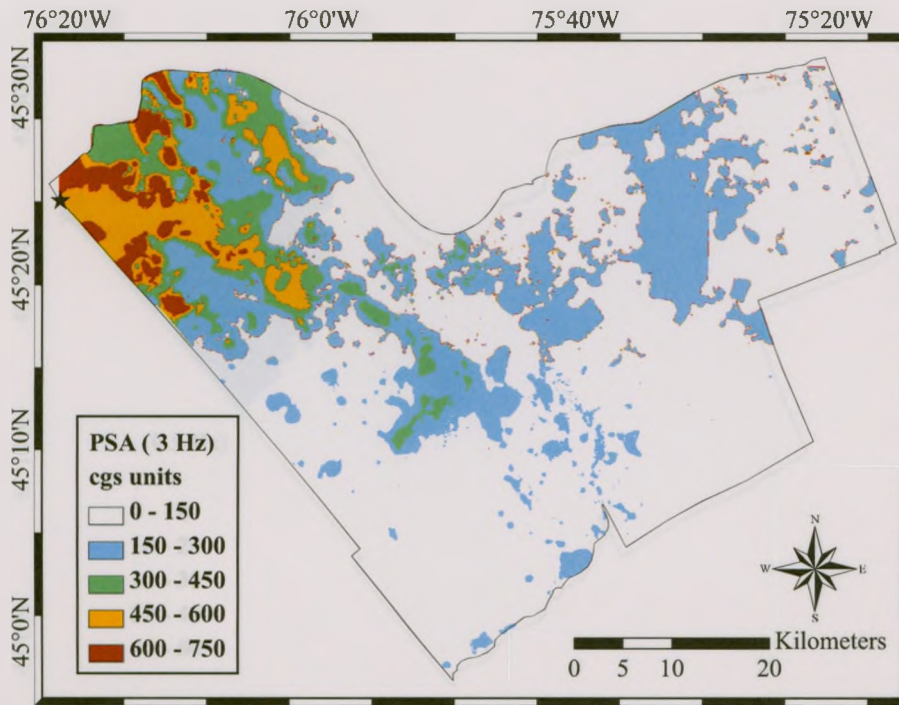 76°20'W 76°0'W 75°40'W 75°20'W
45°30'N
45°20'N
45°10'N
45°0'N
PSA ( 3 Hz)
cgs units
0 - 150
150 - 300
300 - 450
450 - 600
600 - 750
N
W E
S
Kilometers
0 5 10 20